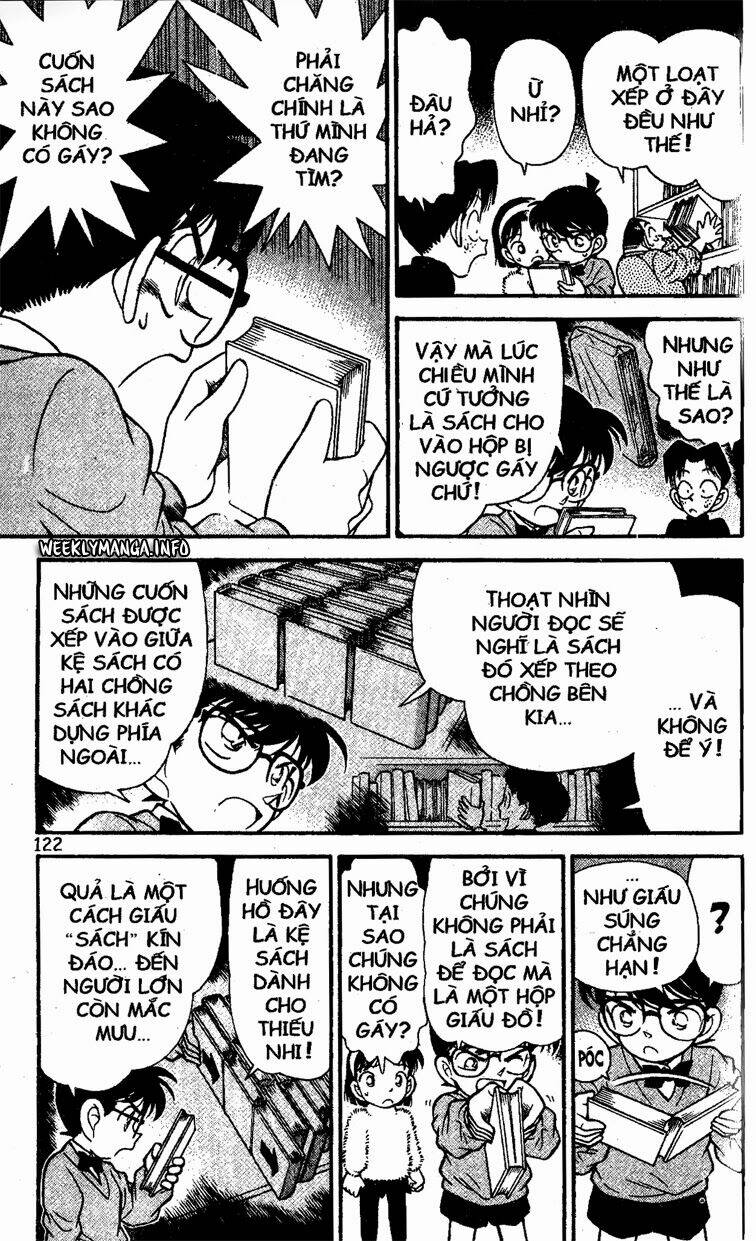 CUỐN
SÁCH
NÀY SAO
KHÔNG
CÓ GÁY?
PHẢI
CHĂNG
CHÍNH LÀ
THỨ MÌNH
ĐANG
TÌM?
ĐÂU
HẢ?
Ừ
NHỈ?
MỘT LOẠT
XẾP Ở ĐÂY
ĐỀU NHƯ
THẾ!
VẬY MÀ LÚC
CHIỀU MÌNH
CỨ TƯỞNG
LÀ SÁCH CHO
VÀO HỘP BỊ
NGƯỢC GÁY
CHỨ!
NHƯNG
NHƯ
THẾ LÀ
SAO?
WEEKLYMANGA.INFO
NHỮNG CUỐN
SÁCH ĐƯỢC
XẾP VÀO GIỮA
KỆ SÁCH CÓ
HAI CHỒNG
SÁCH KHÁC
DỤNG PHÍA
NGOÀI...
THOẠT NHÌN
NGƯỜI ĐỌC SẼ
NGHĨ LÀ SÁCH
ĐÓ XẾP THEO
CHỒNG BÊN
KIA...
... VÀ
KHÔNG
ĐỂ Ý!
122
QUẢ LÀ MỘT
CÁCH GIẤU
“SÁCH” KÍN
ĐÁO... ĐẾN
NGƯỜI LỚN
CÒN MẮC
MƯU...
HUỐNG
HỒ ĐÂY
LÀ KỆ
SÁCH
DÀNH
CHO
THIẾU
NHI!
NHƯNG
TẠI
SAO
CHÚNG
KHÔNG
CÓ
GÁY?
BỞI VÌ
CHÚNG
KHÔNG PHẢI
LÀ SÁCH
ĐỂ ĐỌC MÀ
LÀ MỘT HỘP
GIẤU ĐỒ!
...
NHƯ GIẤU
SÚNG
CHẲNG
HẠN!
?
PÓC